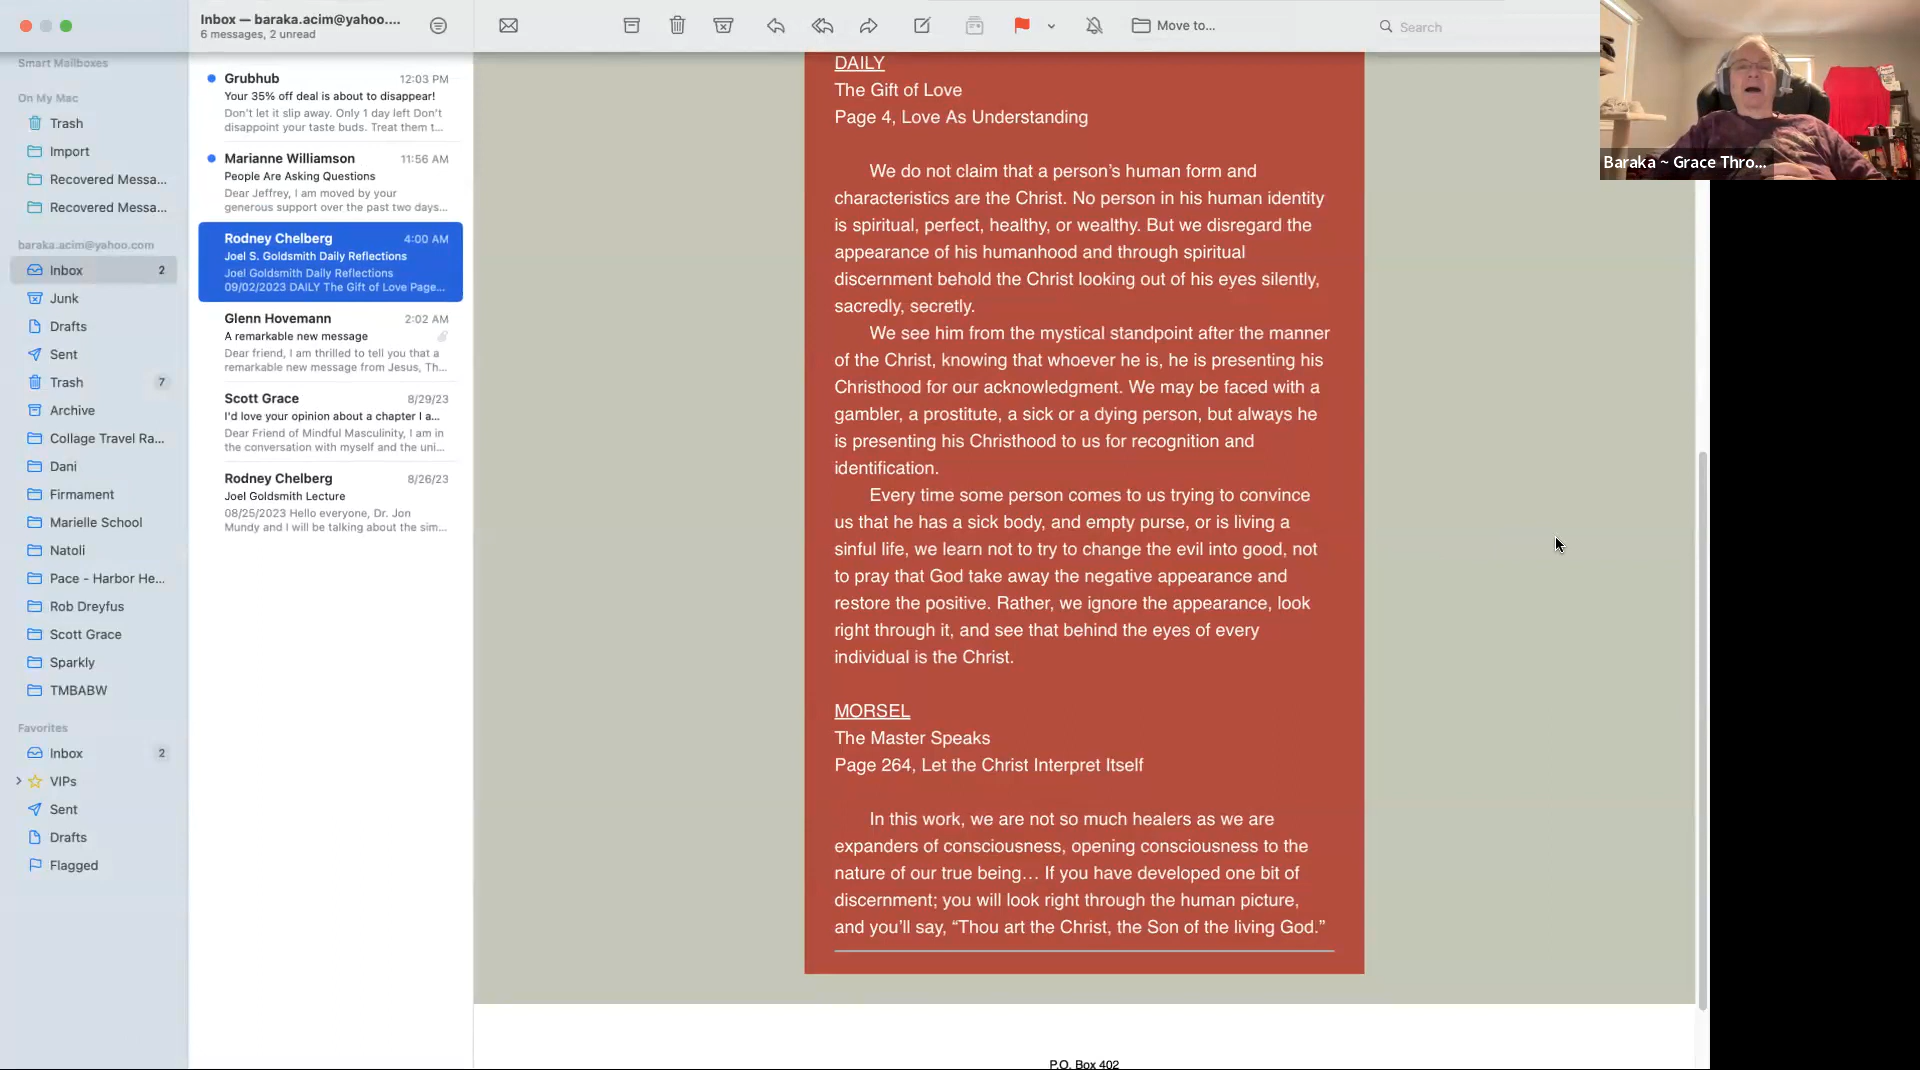 Inbox — baraka.acim@yahoo....
6 messages, 2 unread
Move to...
Search
Smart Mailboxes
On My Mac
Trash
Import
Recovered Messa...
Recovered Messa...
baraka.acim@yahoo.com
Inbox 2
Junk
Drafts
Sent
Trash 7
Archive
Collage Travel Ra...
Dani
Firmament
Marielle School
Natoli
Pace - Harbor He...
Rob Dreyfus
Scott Grace
Sparkly
TMBABW
Favorites
Inbox 2
VIPs
Sent
Drafts
Flagged
Grubhub 12:03 PM
Your 35% off deal is about to disappear!
Don't let it slip away. Only 1 day left Don't
disappoint your taste buds. Treat them t...
Marianne Williamson 11:56 AM
People Are Asking Questions
Dear Jeffrey, I am moved by your
generous support over the past two days...
Rodney Chelberg 4:00 AM
Joel S. Goldsmith Daily Reflections
Joel Goldsmith Daily Reflections
09/02/2023 DAILY The Gift of Love Page...
Glenn Hovemann 2:02 AM
A remarkable new message
Dear friend, I am thrilled to tell you that a
remarkable new message from Jesus, Th...
Scott Grace 8/29/23
I'd love your opinion about a chapter I a...
Dear Friend of Mindful Masculinity, I am in
the conversation with myself and the uni...
Rodney Chelberg 8/26/23
Joel Goldsmith Lecture
08/25/2023 Hello everyone, Dr. Jon
Mundy and I will be talking about the sim...
DAILY
The Gift of Love
Page 4, Love As Understanding
We do not claim that a person's human form and
characteristics are the Christ. No person in his human identity
is spiritual, perfect, healthy, or wealthy. But we disregard the
appearance of his humanhood and through spiritual
discernment behold the Christ looking out of his eyes silently,
sacredly, secretly.
We see him from the mystical standpoint after the manner
of the Christ, knowing that whoever he is, he is presenting his
Christhood for our acknowledgment. We may be faced with a
gambler, a prostitute, a sick or a dying person, but always he
is presenting his Christhood to us for recognition and
identification.
Every time some person comes to us trying to convince
us that he has a sick body, and empty purse, or is living a
sinful life, we learn not to try to change the evil into good, not
to pray that God take away the negative appearance and
restore the positive. Rather, we ignore the appearance, look
right through it, and see that behind the eyes of every
individual is the Christ.
MORSEL
The Master Speaks
Page 264, Let the Christ Interpret Itself
In this work, we are not so much healers as we are
expanders of consciousness, opening consciousness to the
nature of our true being… If you have developed one bit of
discernment; you will look right through the human picture,
and you'll say, “Thou art the Christ, the Son of the living God.”
P.O. Box 402
Baraka ~ Grace Thro...